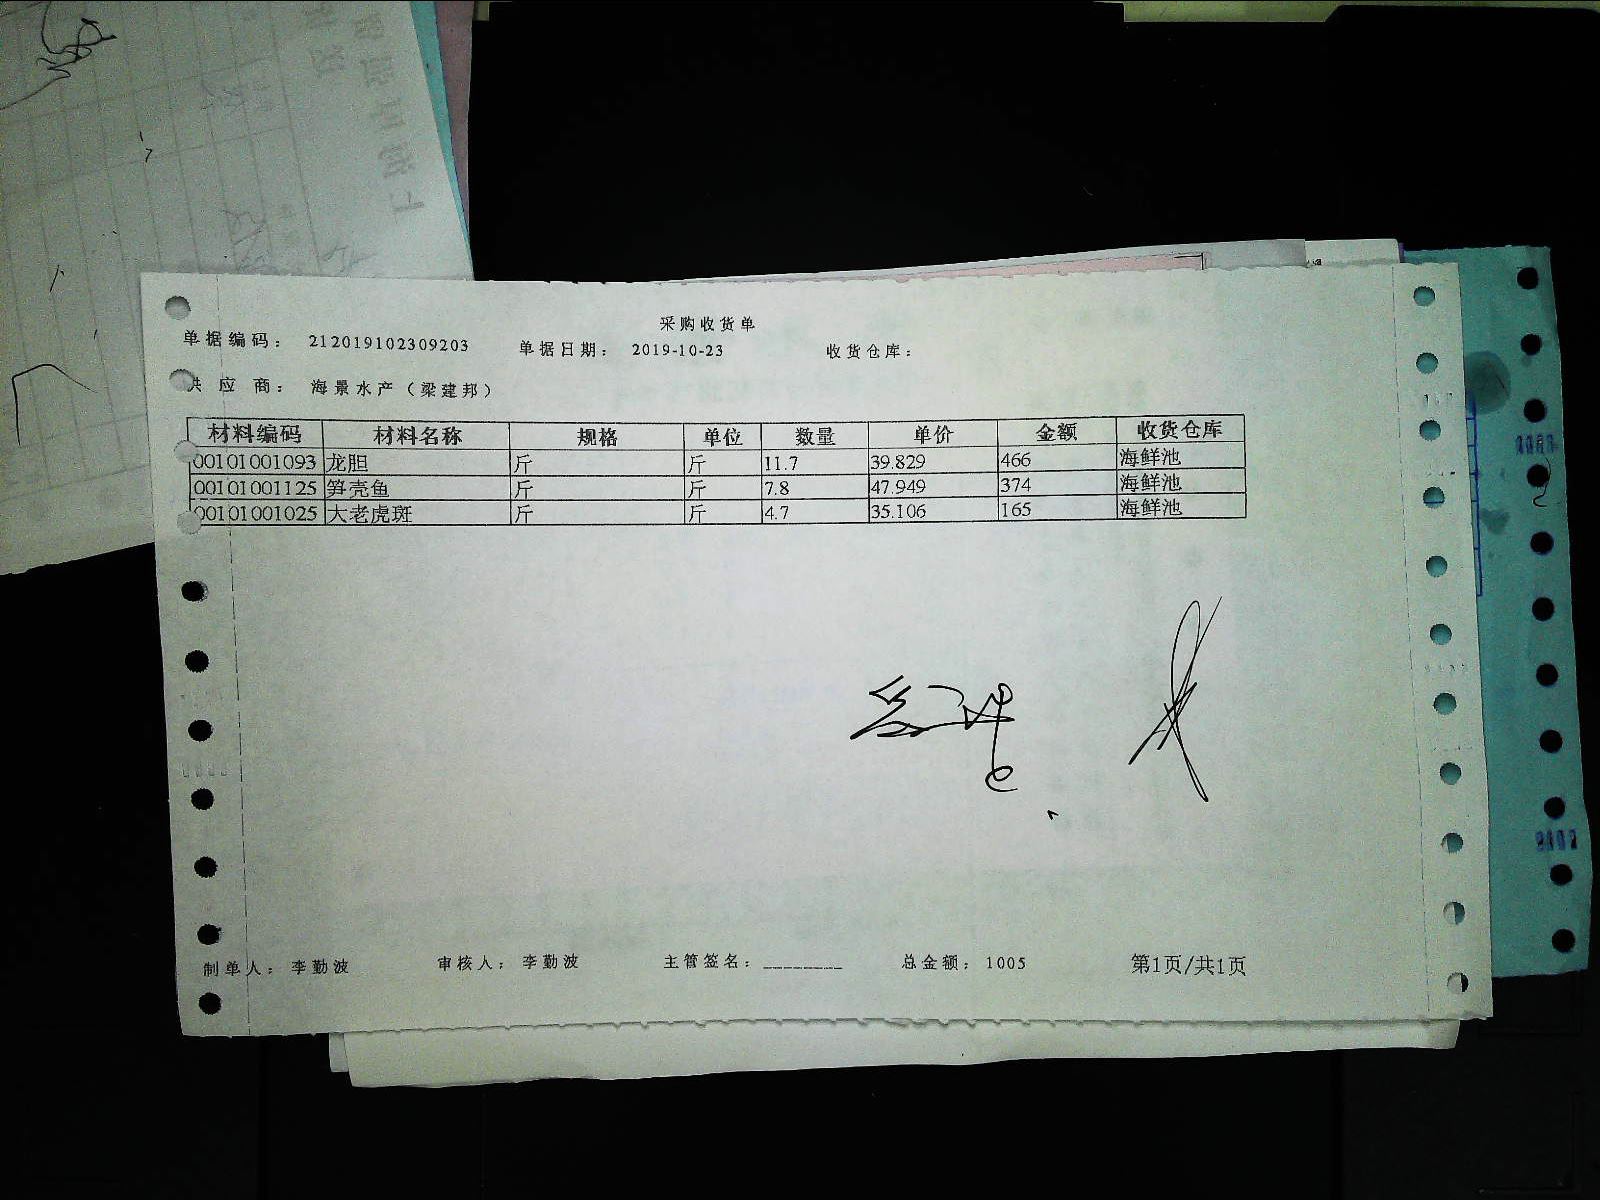 采购收货单
单据编码: 212019102309203 单据日期: 2019-10-23 收货仓库:
供应商: 海景水产(梁建邦)
材料编码 材料名称 规格 单位 数量 单价 金额 收货仓库
00101001093 龙胆 斤 斤 11.7 39.829 466 海鲜池
00101001125 笋壳鱼 斤 斤 7.8 47.949 374 海鲜池
00101001025 大老虎斑 斤 斤 4.7 35.106 165 海鲜池
制单人: 李勤波 审核人: 李勤波 主管签名:________ 总金额: 1005 第1页/共1页